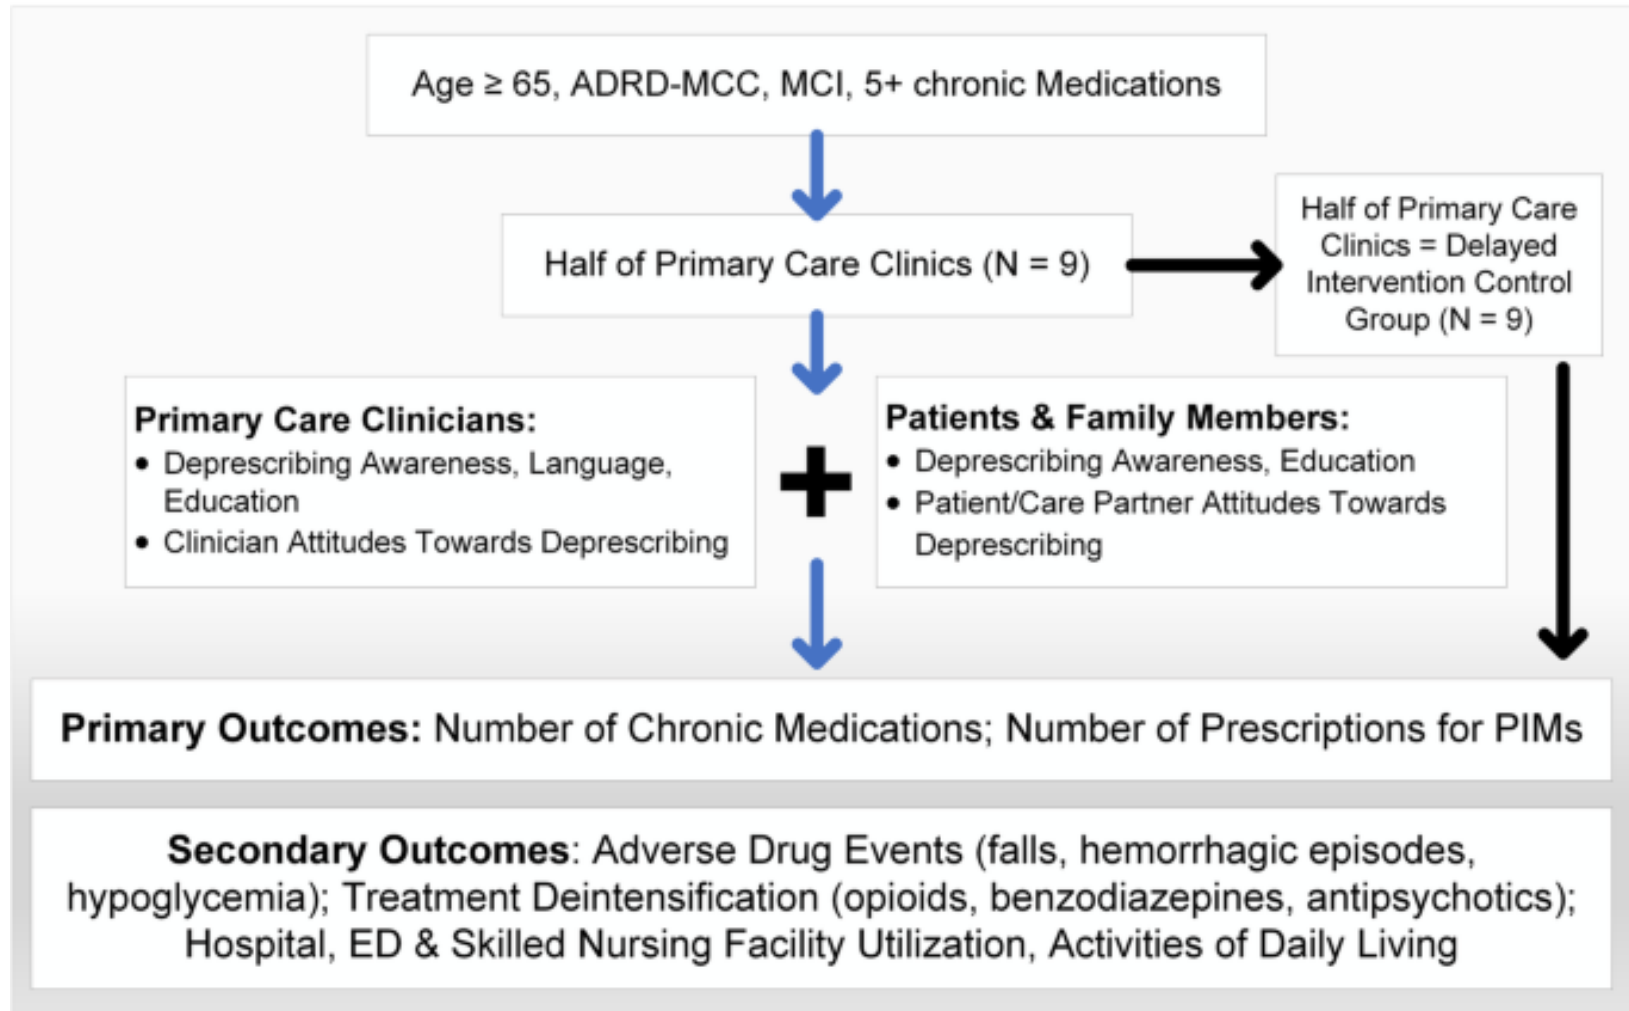 Age ≥ 65, ADRD-MCC, MCI, 5+ chronic Medications
Half of Primary Care Clinics (N = 9)
Half of Primary Care
Clinics = Delayed
Intervention Control
Group (N = 9)
Primary Care Clinicians:
• Deprescribing Awareness, Language,
Education
• Clinician Attitudes Towards Deprescribing
+
Patients & Family Members:
• Deprescribing Awareness, Education
• Patient/Care Partner Attitudes Towards
Deprescribing
Primary Outcomes: Number of Chronic Medications; Number of Prescriptions for PIMs
Secondary Outcomes: Adverse Drug Events (falls, hemorrhagic episodes,
hypoglycemia); Treatment Deintensification (opioids, benzodiazepines, antipsychotics);
Hospital, ED & Skilled Nursing Facility Utilization, Activities of Daily Living